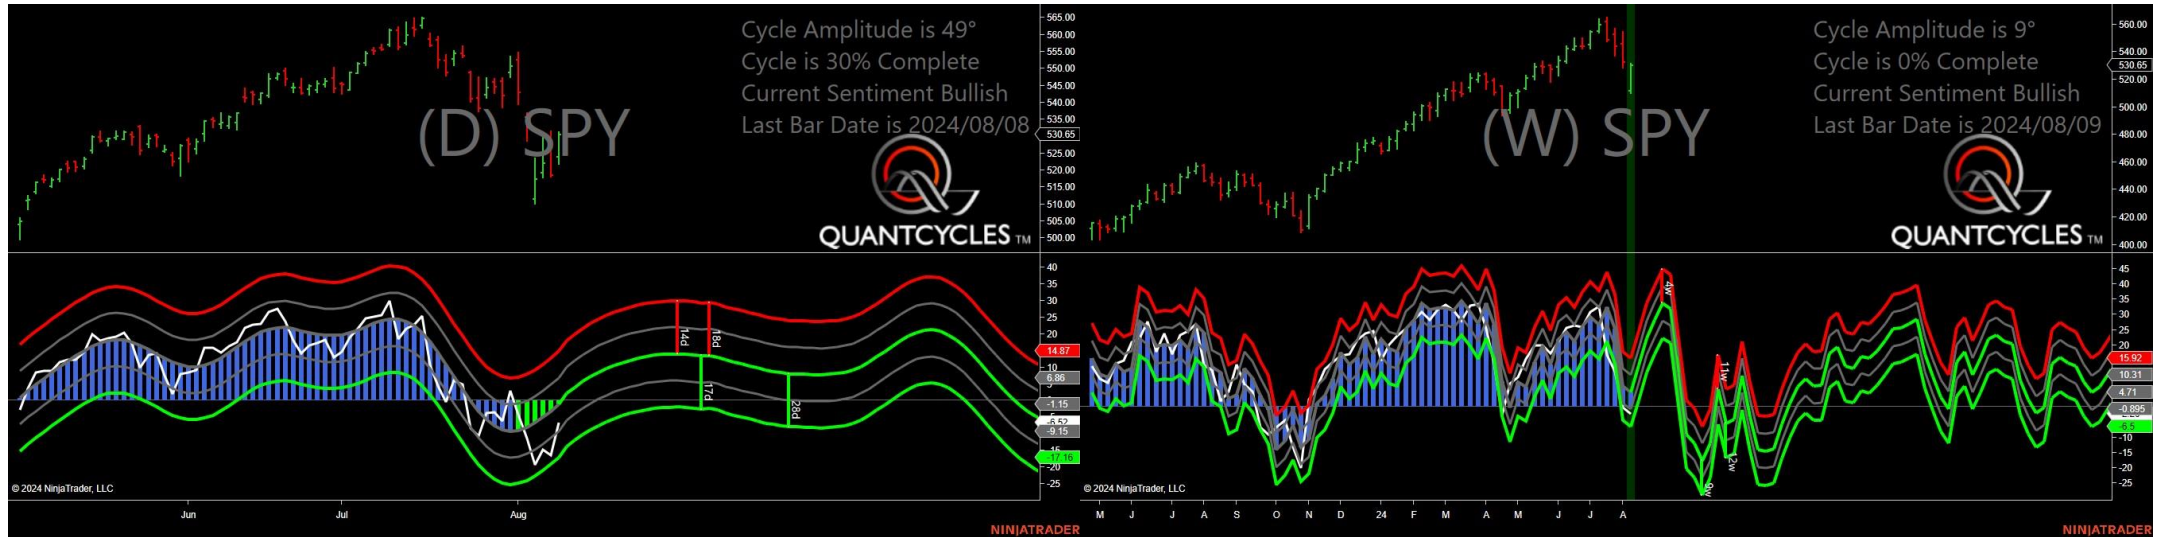 Cycle Amplitude is 49°
Cycle is 30% Complete
Current Sentiment Bullish
Last Bar Date is 2024/08/08
(D) SPY
QUANTCYCLES TM
565.00
560.00
555.00
550.00
545.00
540.00
535.00
530.65
525.00
520.00
515.00
510.00
505.00
500.00
40
35
30
25
20
14.87
10
6.86
-1.15
-6.52
-9.15
-17.16
-20
-25
14d
18d
17d
28d
© 2024 NinjaTrader, LLC
Jun
Jul
Aug
NINJATRADER
Cycle Amplitude is 9°
Cycle is 0% Complete
Current Sentiment Bullish
Last Bar Date is 2024/08/09
(W) SPY
QUANTCYCLES TM
560.00
540.00
530.65
520.00
500.00
480.00
460.00
440.00
420.00
400.00
45
40
35
30
25
20
15.92
10.31
4.71
-0.895
-6.5
-10
-15
-20
-25
4w
11w
12w
9w
© 2024 NinjaTrader, LLC
M J J A S O N D 24 F M A M J J A
NINJATRADER